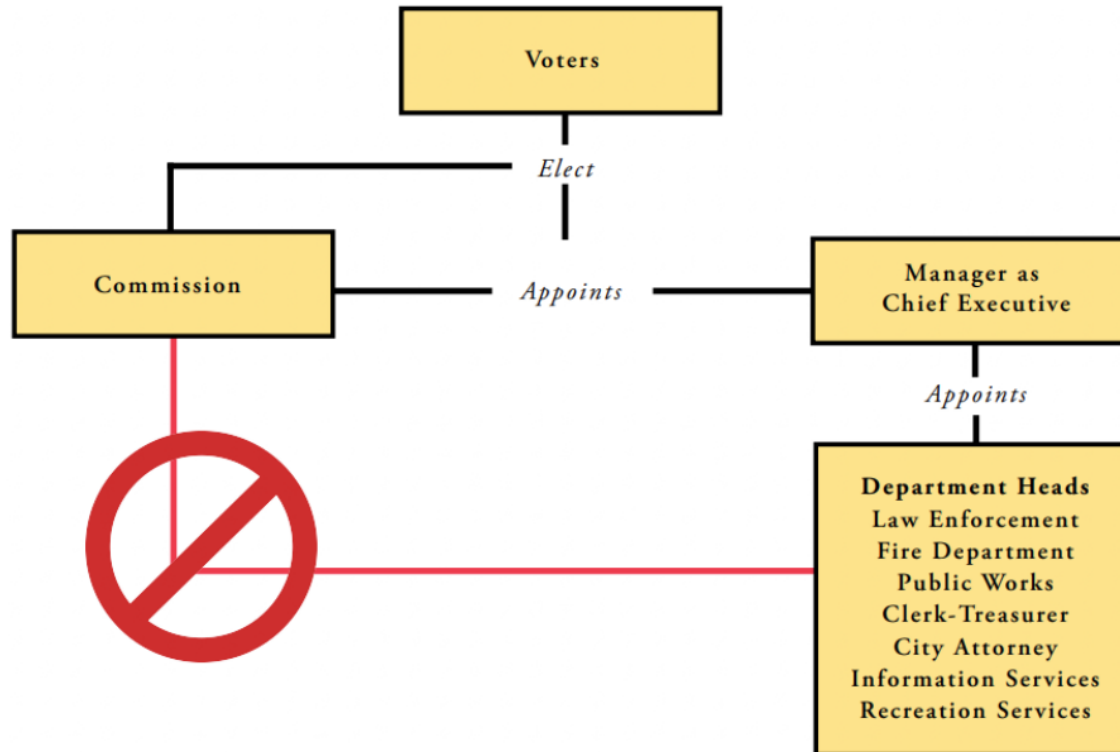 Voters
Elect
Commission
Appoints
Manager as
Chief Executive
Appoints
Department Heads
Law Enforcement
Fire Department
Public Works
Clerk-Treasurer
City Attorney
Information Services
Recreation Services